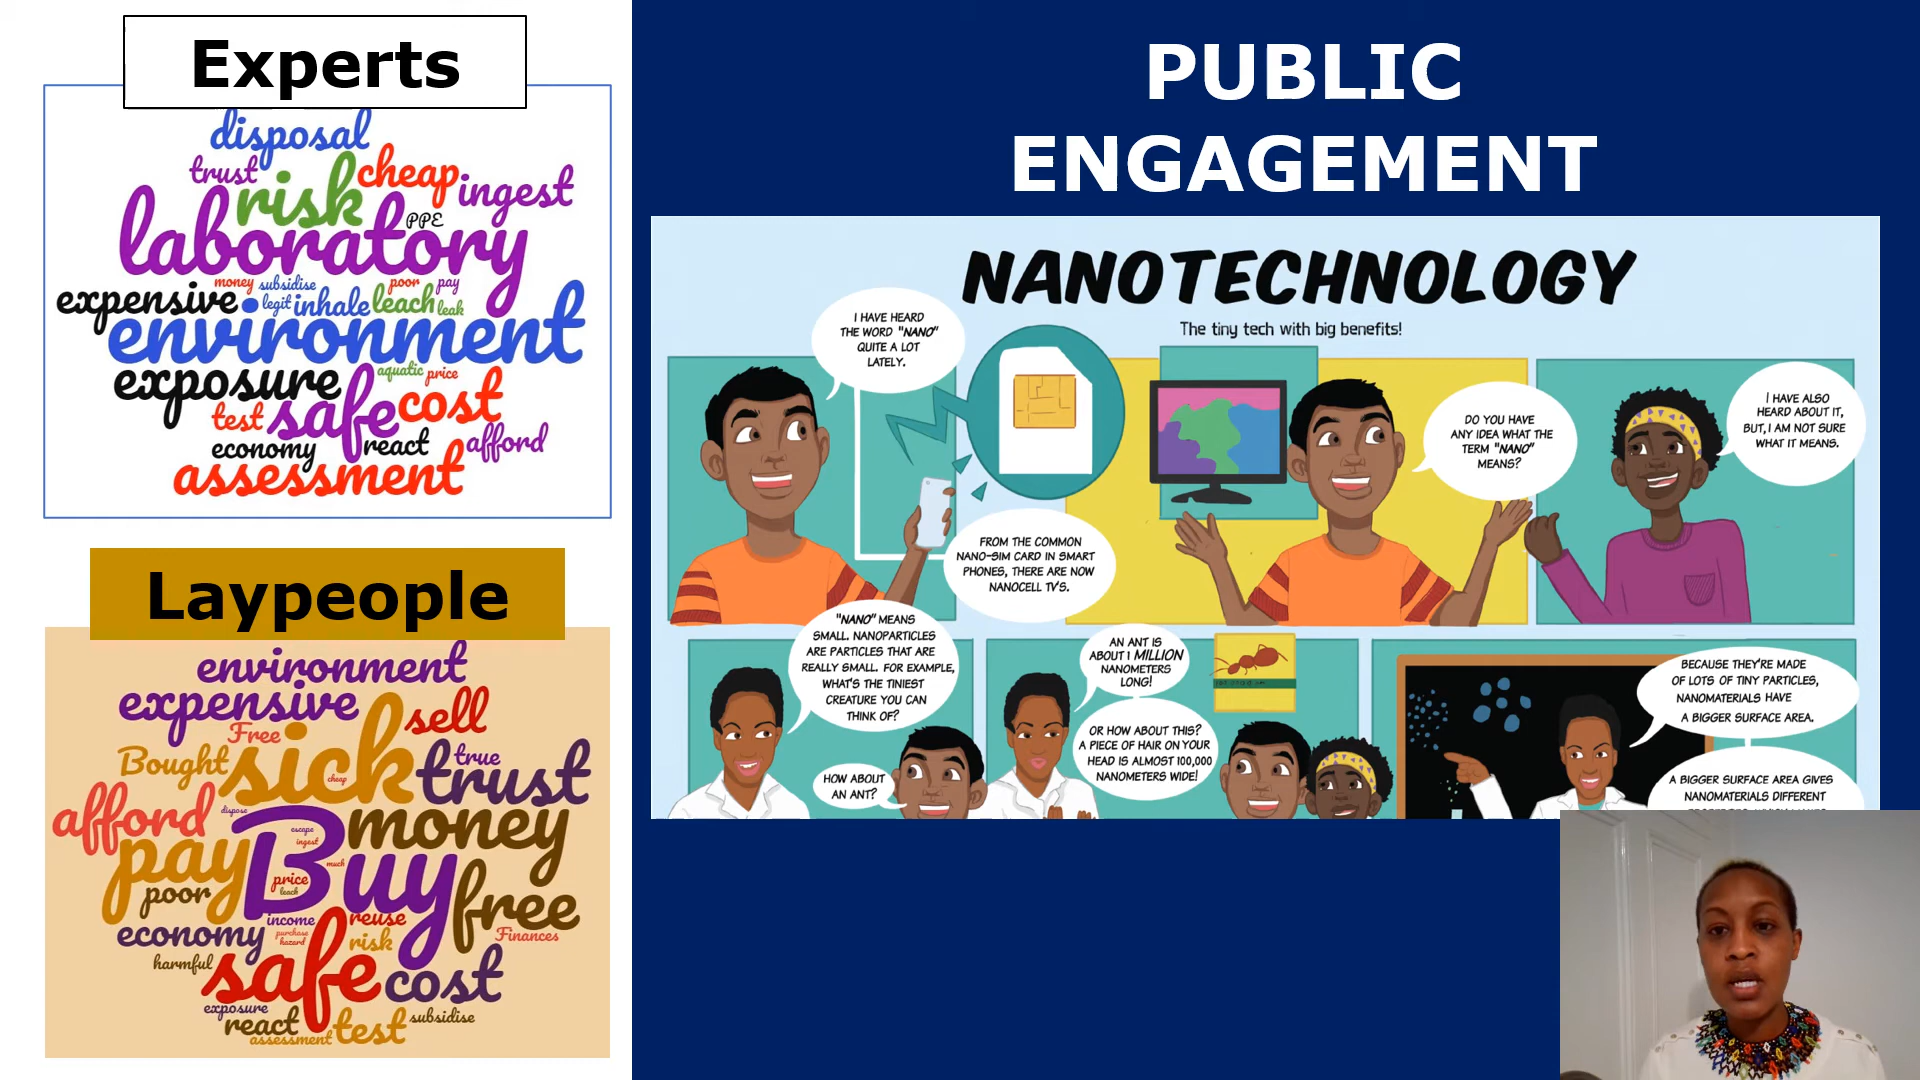 Experts
disposal
trust
cheap
risk
ingest
PPE
laboratory
money
subsidise
poor
pay
expensive
legit
inhale
leach
leak
environment
exposure
aquatic
price
test
safe
cost
economy
react
afford
assessment
Laypeople
environment
expensive
sell
Free
sick
Bought
true
trust
cheap
afford
dispose
Buy
money
escape
ingest
pay
much
price
leach
poor
free
income
reuse
economy
purchase
hazard
risk
Finances
harmful
safe
cost
exposure
react
test
subsidise
assessment
PUBLIC
ENGAGEMENT
NANOTECHNOLOGY
The tiny tech with big benefits!
I HAVE HEARD
THE WORD "NANO"
QUITE A LOT
LATELY.
FROM THE COMMON
NANO-SIM CARD IN SMART
PHONES, THERE ARE NOW
NANOCELL TV'S.
DO YOU HAVE
ANY IDEA WHAT THE
TERM "NANO"
MEANS?
I HAVE ALSO
HEARD ABOUT IT,
BUT, I AM NOT SURE
WHAT IT MEANS.
"NANO" MEANS
SMALL. NANOPARTICLES
ARE PARTICLES THAT ARE
REALLY SMALL. FOR EXAMPLE,
WHAT'S THE TINIEST
CREATURE YOU CAN
THINK OF?
HOW ABOUT
AN ANT?
AN ANT IS
ABOUT 1 MILLION
NANOMETERS
LONG!
OR HOW ABOUT THIS?
A PIECE OF HAIR ON YOUR
HEAD IS ALMOST 100,000
NANOMETERS WIDE!
BECAUSE THEY'RE MADE
OF LOTS OF TINY PARTICLES,
NANOMATERIALS HAVE
A BIGGER SURFACE AREA.
A BIGGER SURFACE AREA GIVES
NANOMATERIALS DIFFERENT